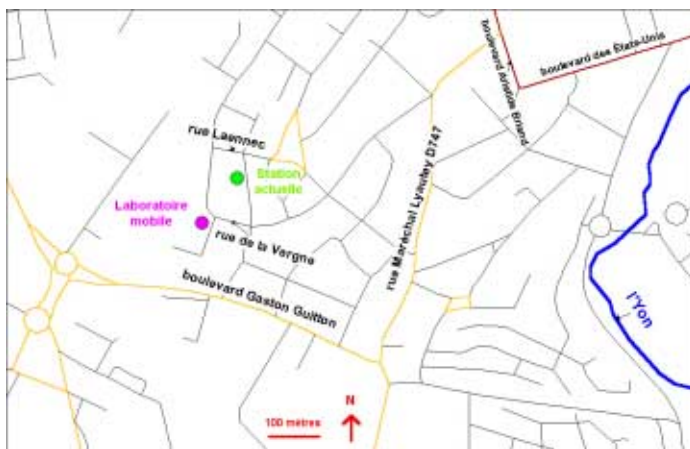 boulevard des Etats-Unis
boulevard Aristide Briand
rue Laennec
Station
actuelle
Laboratoire
mobile
rue de la Vergne
rue Maréchal Lyautey D747
boulevard Gaston Guitton
l'Yon
N
100 mètres